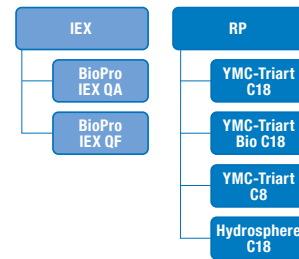 IEX
BioPro
IEX QA
BioPro
IEX QF
RP
YMC-Triart
C18
YMC-Triart
Bio C18
YMC-Triart
C8
Hydrosphere
C18